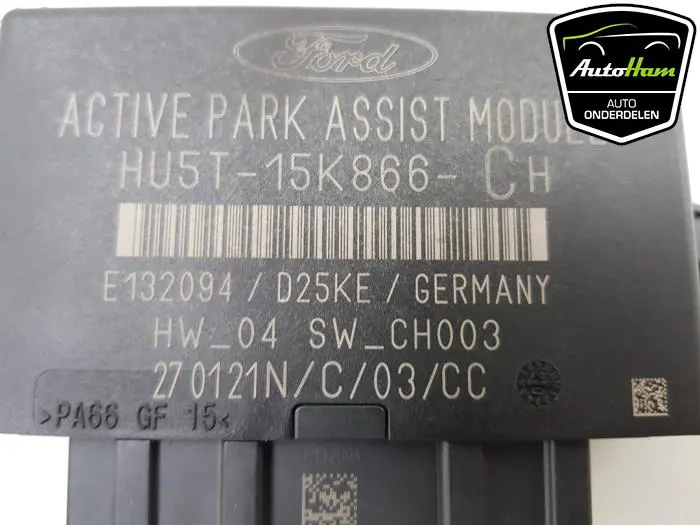 Ford
AutoHam
AUTO
ONDERDELEN
ACTIVE PARK ASSIST
HU5T-15K866-CH
E132094 / D25KE / GERMANY
HW_04 SW_CH003
270121N/C/03/CC
>PA66 GF 15<
E132094